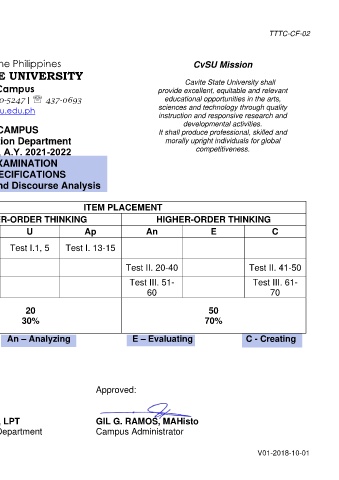 TTTC-CF-02
he Philippines
E UNIVERSITY
Campus
0-5247 | ☏ 437-0693
u.edu.ph
CAMPUS
ion Department
, A.Y. 2021-2022
XAMINATION
ECIFICATIONS
nd Discourse Analysis
CvSU Mission
Cavite State University shall
provide excellent, equitable and relevant
educational opportunities in the arts,
sciences and technology through quality
instruction and responsive research and
developmental activities.
It shall produce professional, skilled and
morally upright individuals for global
competitiveness.
ITEM PLACEMENT
R-ORDER THINKING HIGHER-ORDER THINKING
U Ap An E C
Test I.1, 5 Test I. 13-15
Test II. 20-40 Test II. 41-50
Test III. 51-
60
Test III. 61-
70
20 50
30% 70%
An – Analyzing E – Evaluating C - Creating
Approved:
, LPT GIL G. RAMOS, MAHisto
Department Campus Administrator
V01-2018-10-01